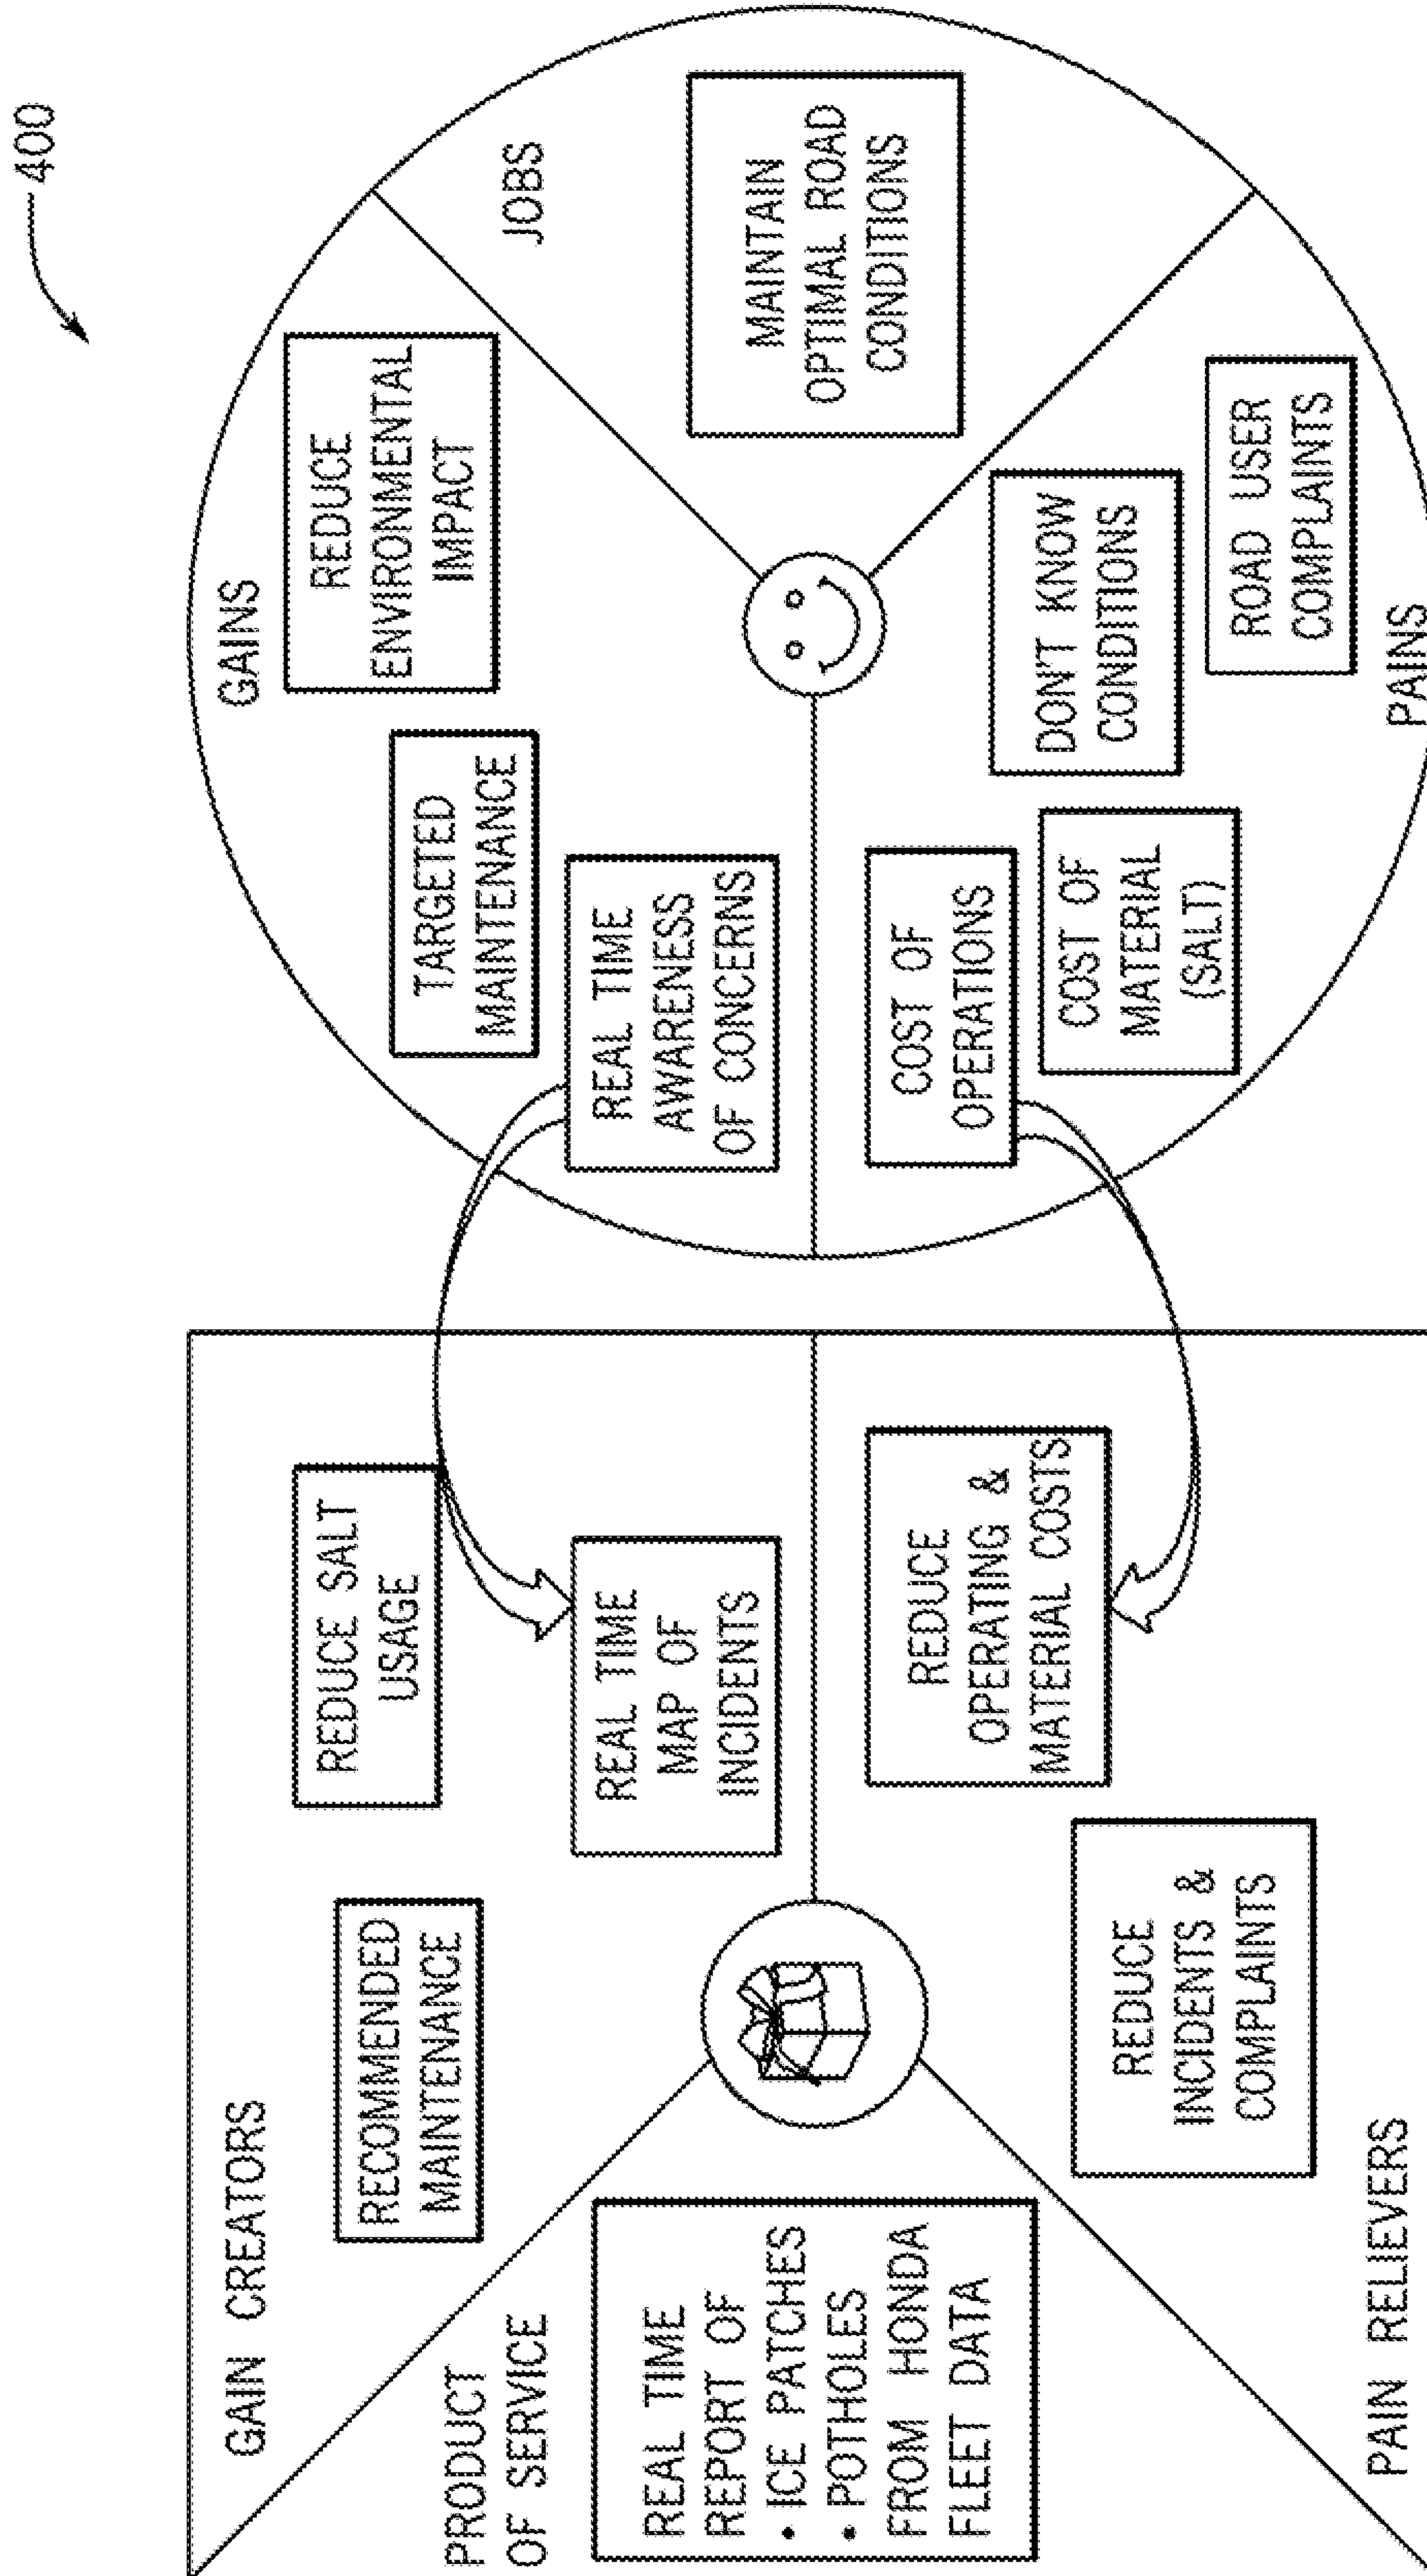 400
GAIN CREATORS
RECOMMENDED
MAINTENANCE
REDUCE SALT
USAGE
REAL TIME
MAP OF
INCIDENTS
PRODUCT
OF SERVICE
REAL TIME
REPORT OF
• ICE PATCHES
• POTHOLES
FROM HONDA
FLEET DATA
REDUCE
OPERATING &
MATERIAL COSTS
REDUCE
INCIDENTS &
COMPLAINTS
PAIN RELIEVERS
GAINS
TARGETED
MAINTENANCE
REDUCE
ENVIRONMENTAL
IMPACT
REAL TIME
AWARENESS
OF CONCERNS
JOBS
MAINTAIN
OPTIMAL ROAD
CONDITIONS
COST OF
OPERATIONS
COST OF
MATERIAL
(SALT)
DON'T KNOW
CONDITIONS
ROAD USER
COMPLAINTS
PAINS